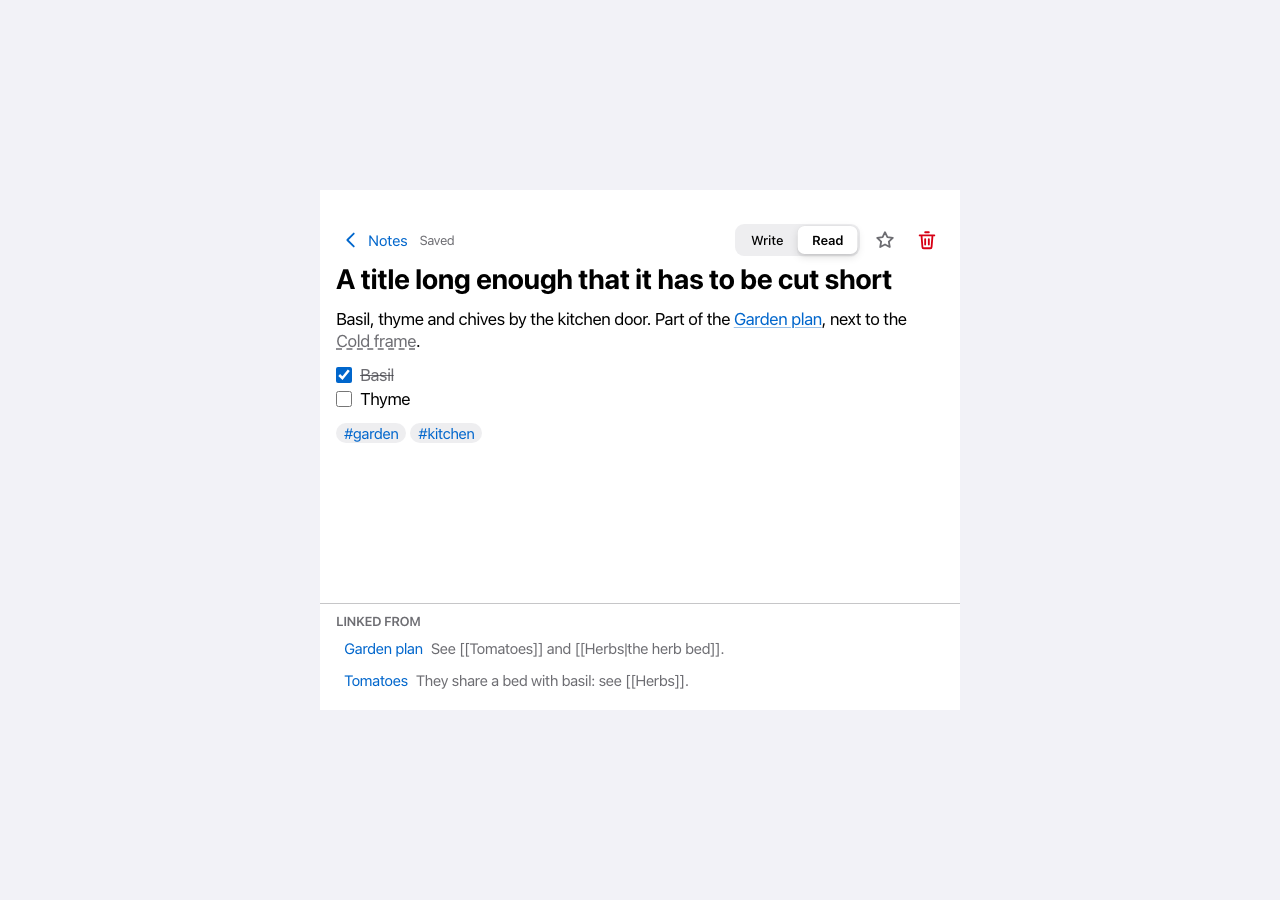 Notes Saved Write Read
A title long enough that it has to be cut short
Basil, thyme and chives by the kitchen door. Part of the Garden plan, next to the
Cold frame.
Basil
Thyme
#garden #kitchen
LINKED FROM
Garden plan See [[Tomatoes]] and [[Herbs|the herb bed]].
Tomatoes They share a bed with basil: see [[Herbs]].